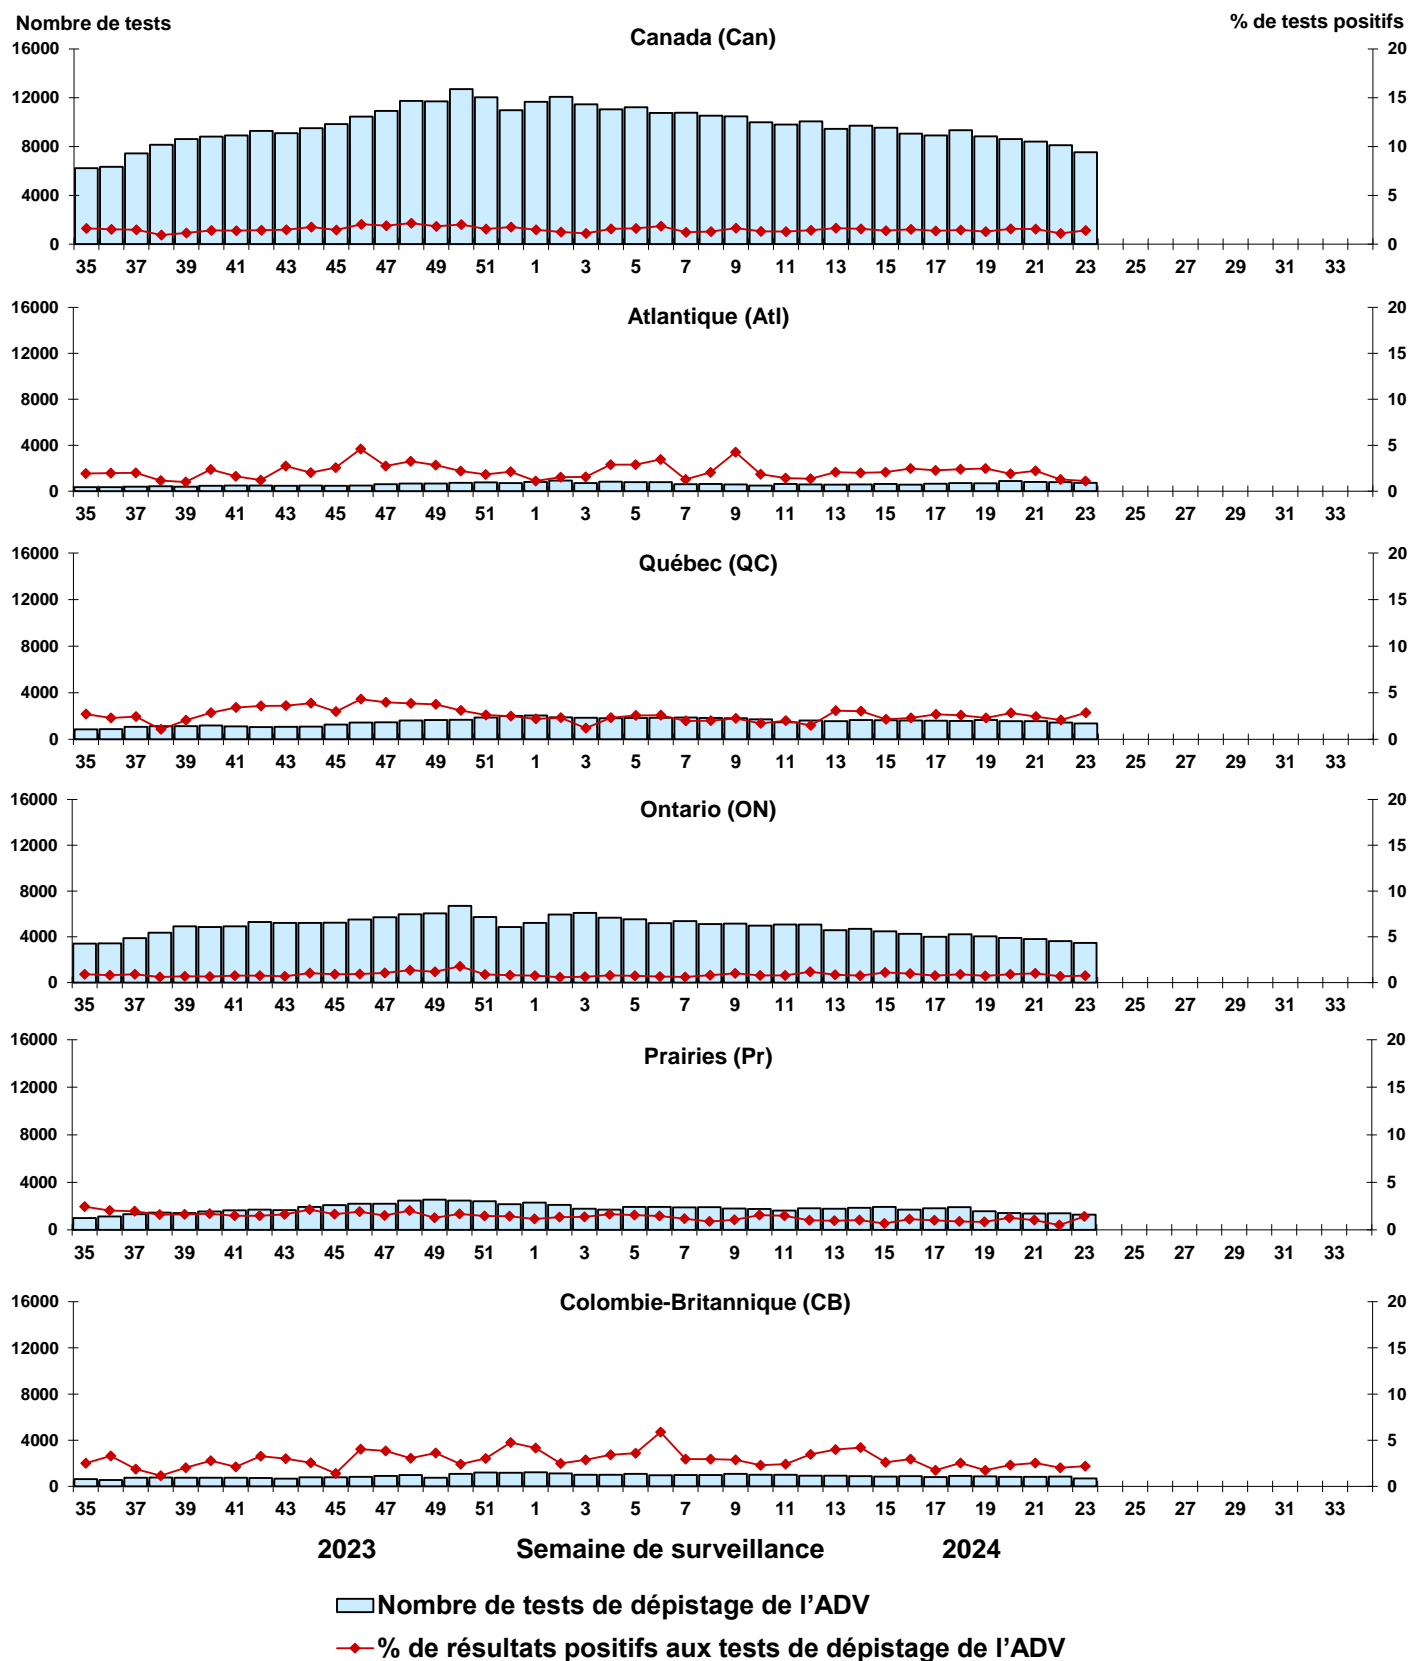 Nombre de tests
% de tests positifs
Canada (Can)
16000 20
12000 15
8000 10
4000 5
0 0
35 37 39 41 43 45 47 49 51 1 3 5 7 9 11 13 15 17 19 21 23 25 27 29 31 33
Atlantique (Atl)
16000 20
12000 15
8000 10
4000 5
0 0
35 37 39 41 43 45 47 49 51 1 3 5 7 9 11 13 15 17 19 21 23 25 27 29 31 33
Québec (QC)
16000 20
12000 15
8000 10
4000 5
0 0
35 37 39 41 43 45 47 49 51 1 3 5 7 9 11 13 15 17 19 21 23 25 27 29 31 33
Ontario (ON)
16000 20
12000 15
8000 10
4000 5
0 0
35 37 39 41 43 45 47 49 51 1 3 5 7 9 11 13 15 17 19 21 23 25 27 29 31 33
Prairies (Pr)
16000 20
12000 15
8000 10
4000 5
0 0
35 37 39 41 43 45 47 49 51 1 3 5 7 9 11 13 15 17 19 21 23 25 27 29 31 33
Colombie-Britannique (CB)
16000 20
12000 15
8000 10
4000 5
0 0
35 37 39 41 43 45 47 49 51 1 3 5 7 9 11 13 15 17 19 21 23 25 27 29 31 33
2023 Semaine de surveillance 2024
Nombre de tests de dépistage de l’ADV
% de résultats positifs aux tests de dépistage de l’ADV